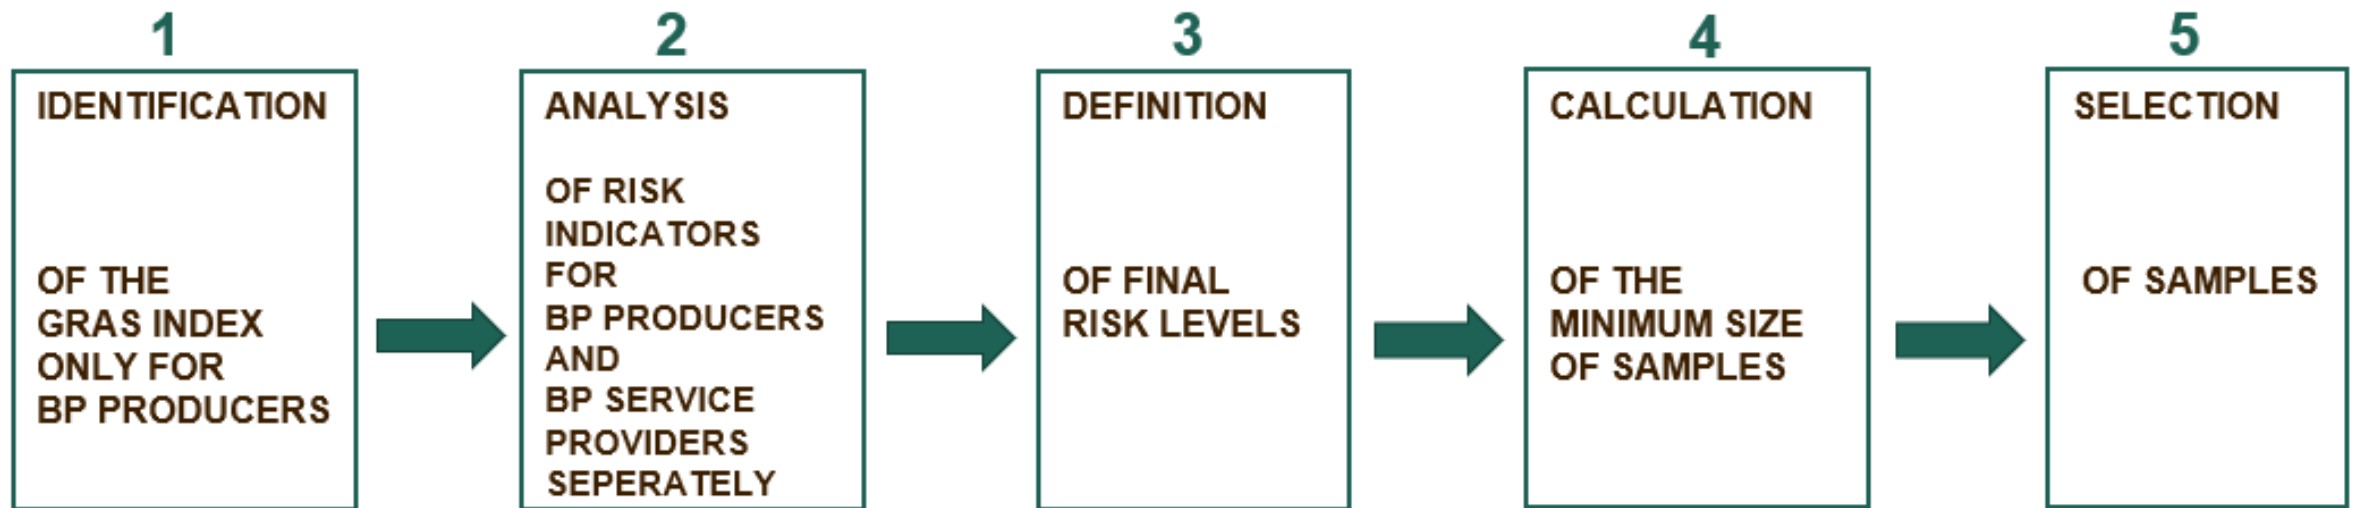 1
IDENTIFICATION
OF THE
GRAS INDEX
ONLY FOR
BP PRODUCERS
2
ANALYSIS
OF RISK
INDICATORS
FOR
BP PRODUCERS
AND
BP SERVICE
PROVIDERS
SEPERATELY
3
DEFINITION
OF FINAL
RISK LEVELS
4
CALCULATION
OF THE
MINIMUM SIZE
OF SAMPLES
5
SELECTION
OF SAMPLES